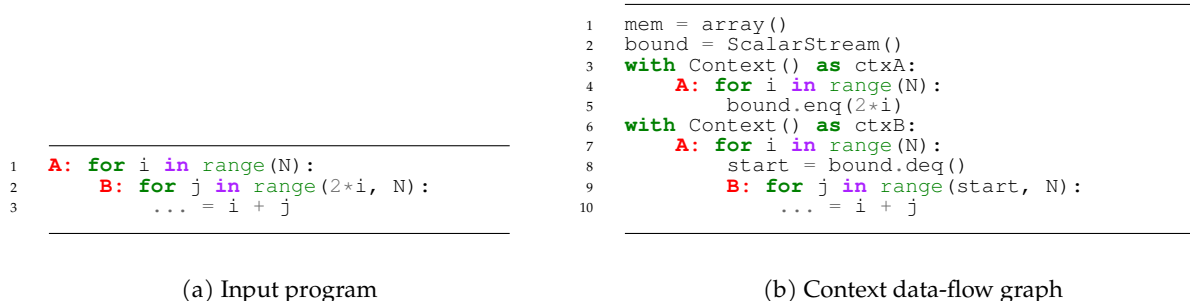 1 A: for i in range(N):
2 B: for j in range(2*i, N):
3 ... = i + j
(a) Input program
1 mem = array()
2 bound = ScalarStream()
3 with Context() as ctxA:
4 A: for i in range(N):
5 bound.enq(2*i)
6 with Context() as ctxB:
7 A: for i in range(N):
8 start = bound.deq()
9 B: for j in range(start, N):
10 ... = i + j
(b) Context data-flow graph